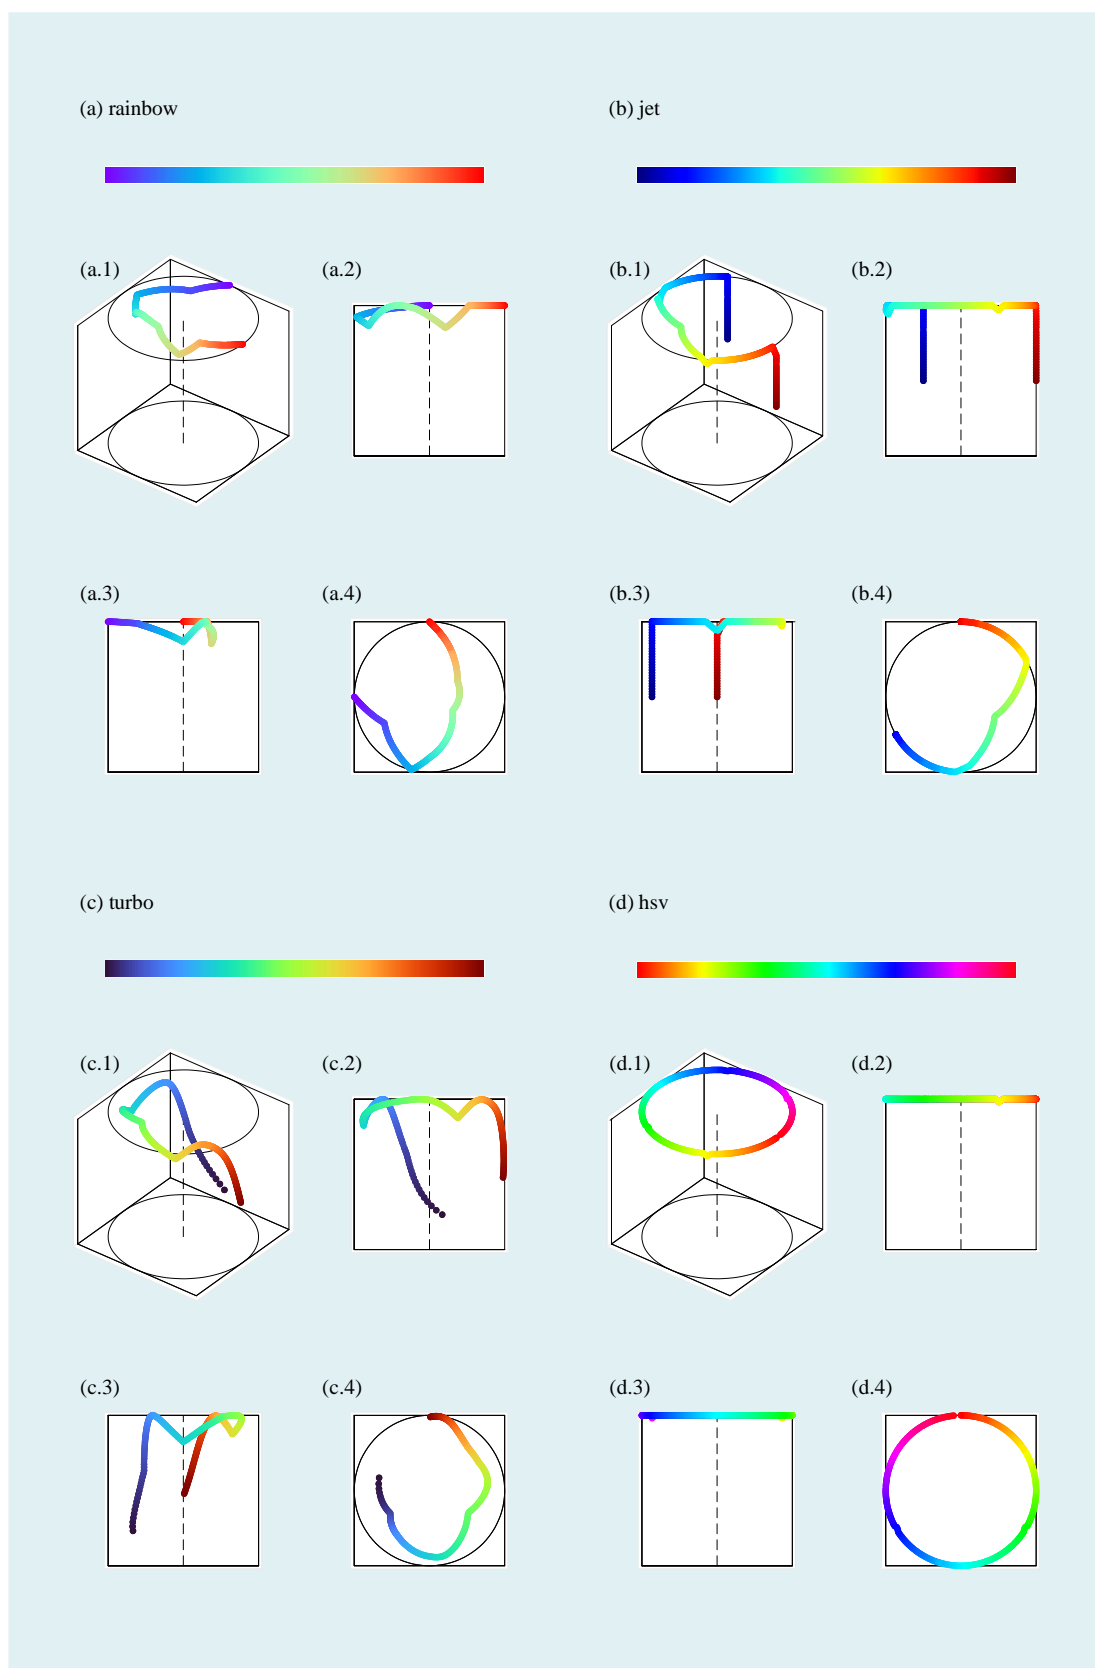 (a) rainbow
(b) jet
(a.1)
(a.2)
(b.1)
(b.2)
(a.3)
(a.4)
(b.3)
(b.4)
(c) turbo
(d) hsv
(c.1)
(c.2)
(d.1)
(d.2)
(c.3)
(c.4)
(d.3)
(d.4)